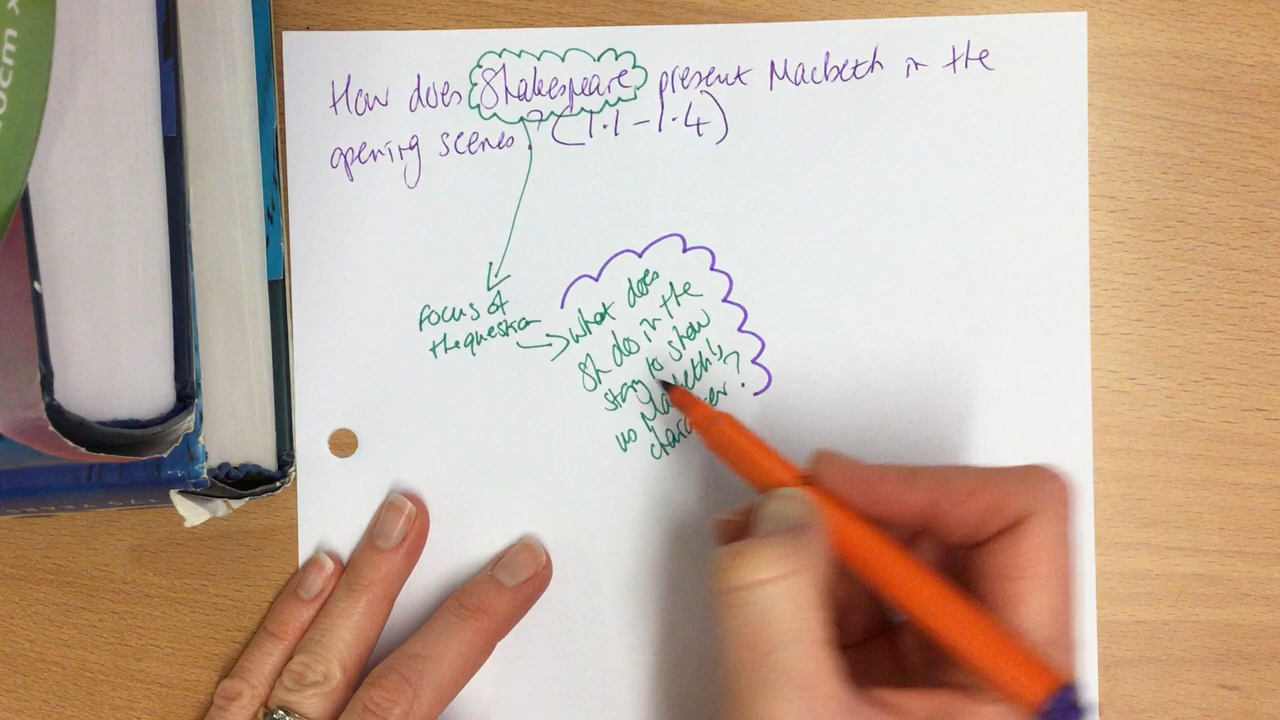 How does Shakespeare present Macbeth in the
opening scenes? (1.1-1.4)
focus of
the question
what does
Sh do in the
story to show
us Macbeth's
character?